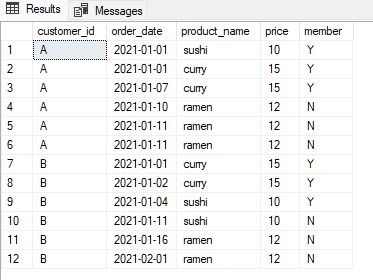 Results Messages
customer_id order_date product_name price member
1 A 2021-01-01 sushi 10 Y
2 A 2021-01-01 curry 15 Y
3 A 2021-01-07 curry 15 Y
4 A 2021-01-10 ramen 12 N
5 A 2021-01-11 ramen 12 N
6 A 2021-01-11 ramen 12 N
7 B 2021-01-01 curry 15 Y
8 B 2021-01-02 curry 15 Y
9 B 2021-01-04 sushi 10 Y
10 B 2021-01-11 sushi 10 N
11 B 2021-01-16 ramen 12 N
12 B 2021-02-01 ramen 12 N